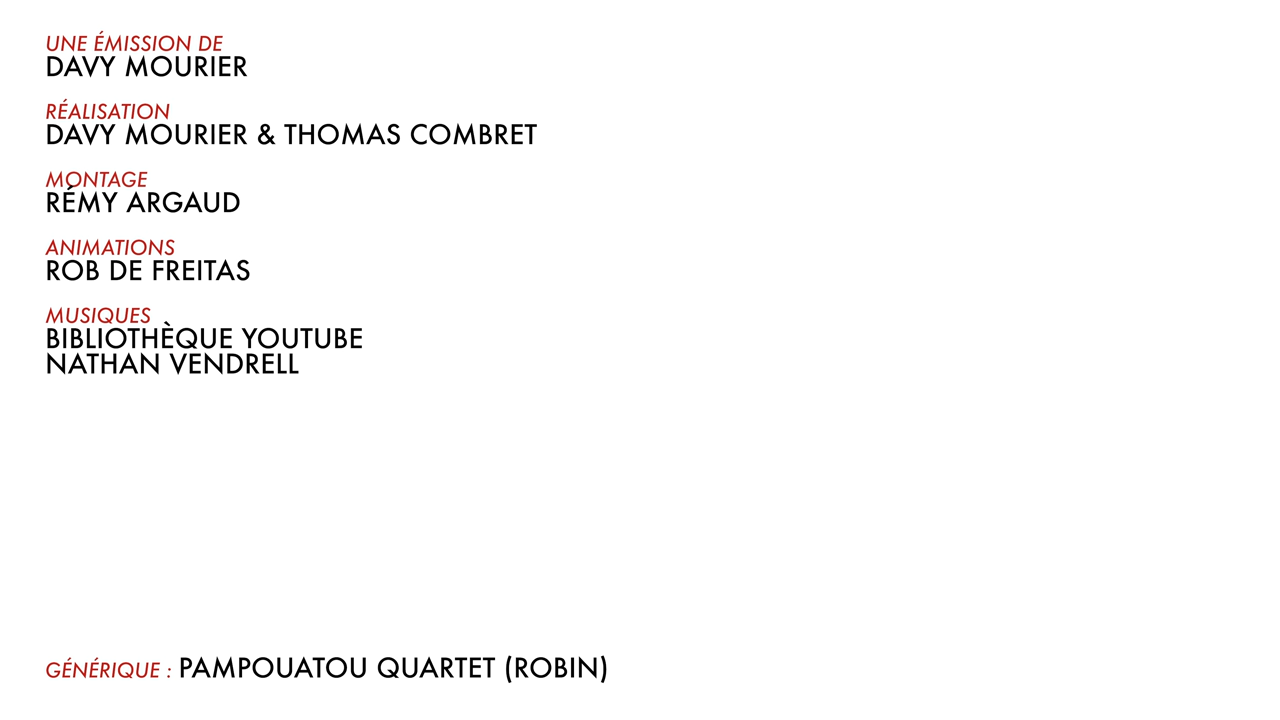 UNE ÉMISSION DE
DAVY MOURIER
RÉALISATION
DAVY MOURIER & THOMAS COMBRET
MONTAGE
RÉMY ARGAUD
ANIMATIONS
ROB DE FREITAS
MUSIQUES
BIBLIOTHÈQUE YOUTUBE
NATHAN VENDRELL
GÉNÉRIQUE : PAMPOUATOU QUARTET (ROBIN)